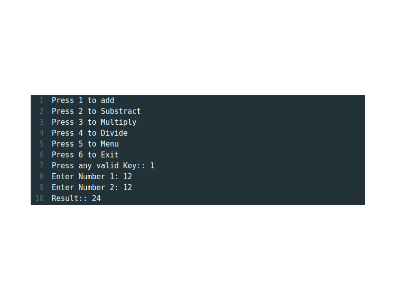 1 Press 1 to add
2 Press 2 to Substract
3 Press 3 to Multiply
4 Press 4 to Divide
5 Press 5 to Menu
6 Press 6 to Exit
7 Press any valid Key:: 1
8 Enter Number 1: 12
9 Enter Number 2: 12
10 Result:: 24